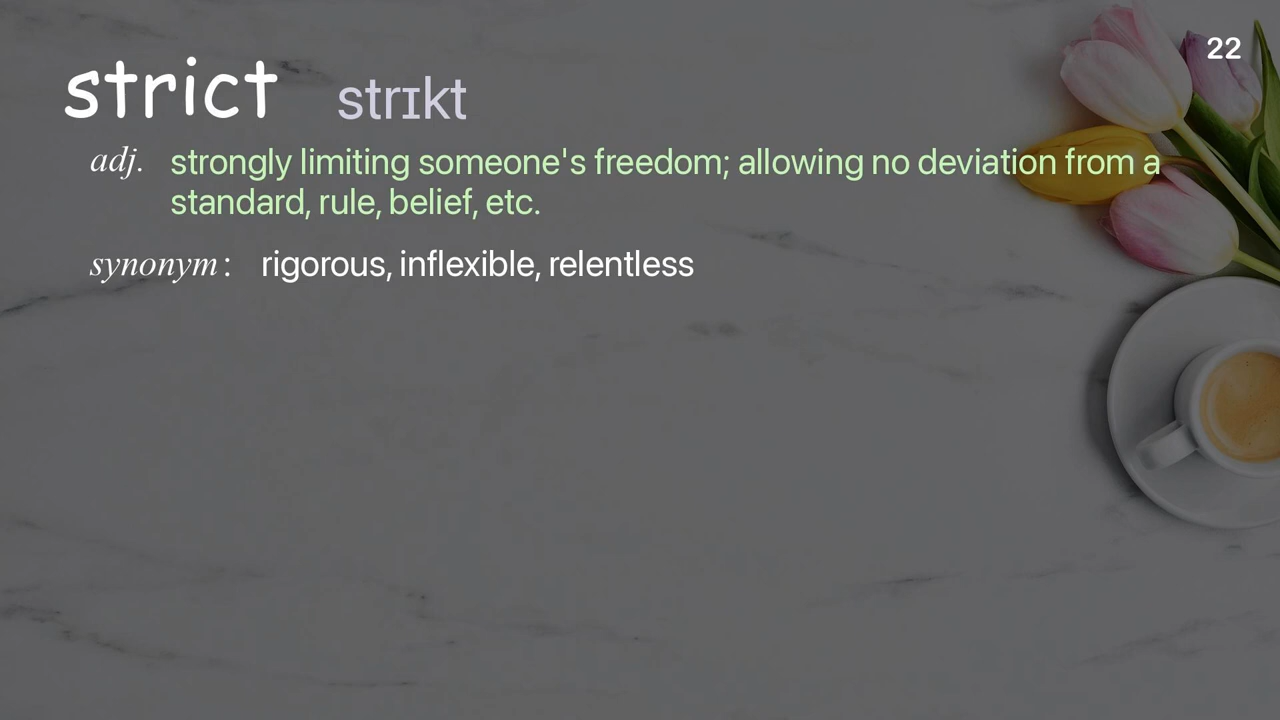 22
strict strɪkt
adj. strongly limiting someone's freedom; allowing no deviation from a
standard, rule, belief, etc.
synonym: rigorous, inflexible, relentless